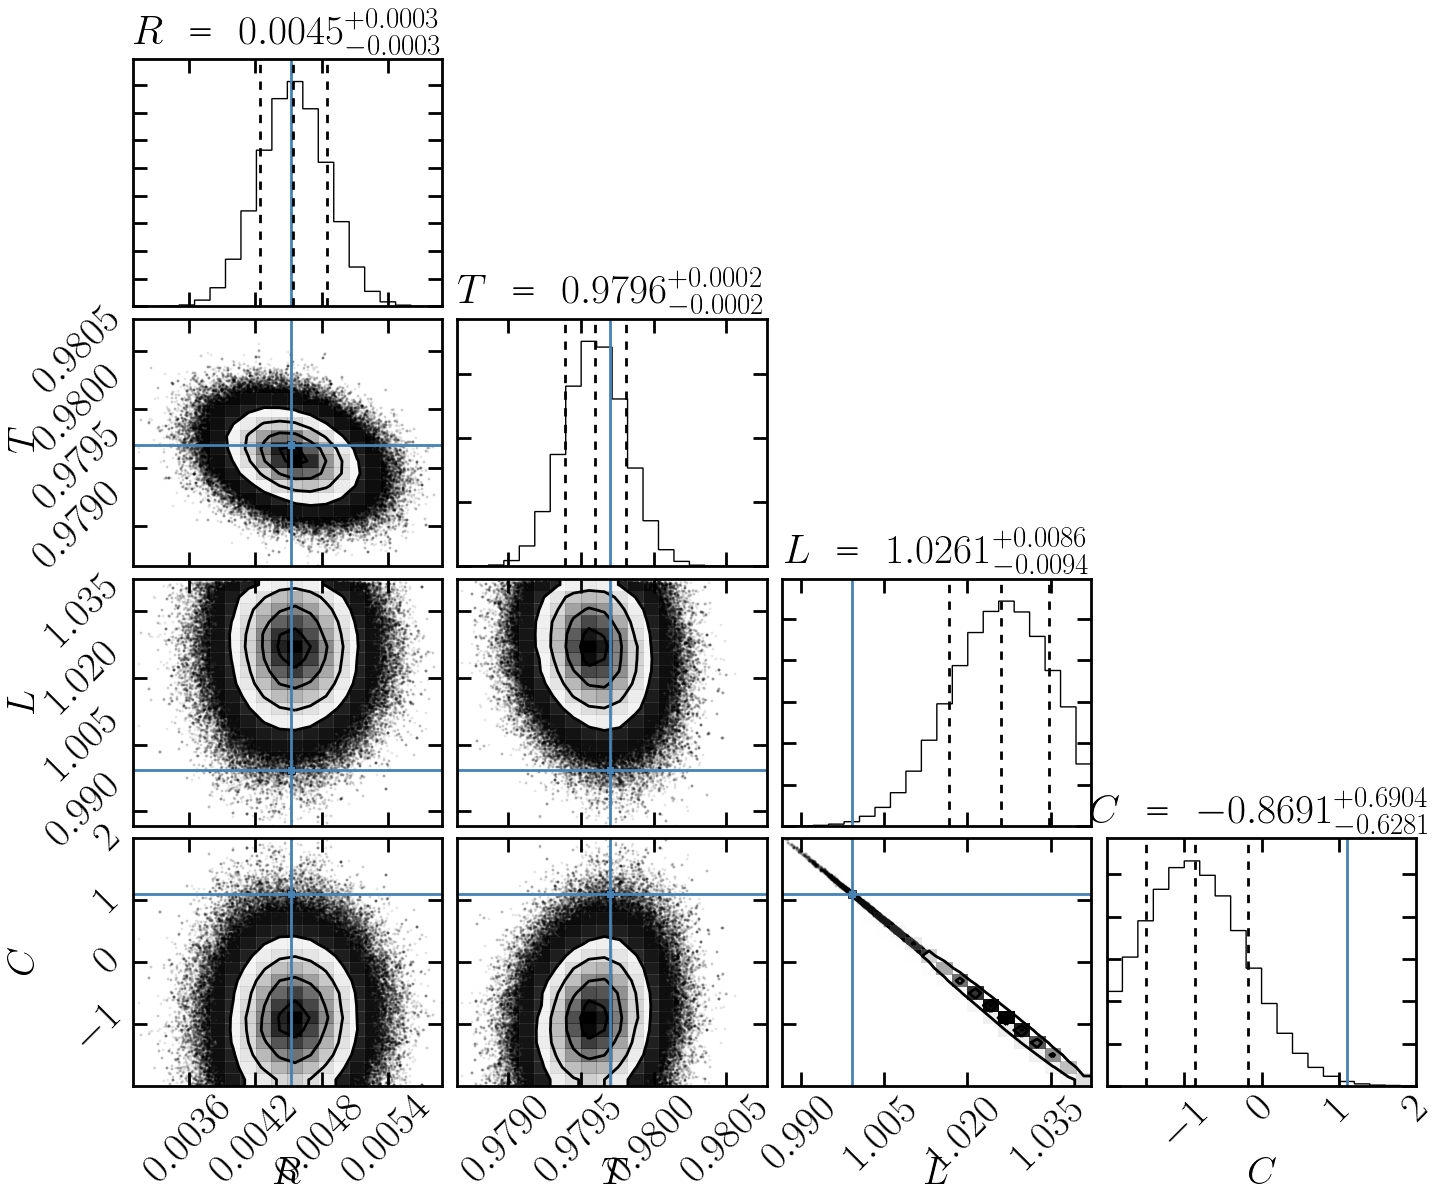 R = 0.0045+0.0003 −0.0003
T = 0.9796+0.0002 −0.0002
0.9805
0.9800
0.9795
0.9790
T
L = 1.0261+0.0086 −0.0094
1.035
1.020
1.005
0.990
L
C = −0.8691+0.6904 −0.6281
2
1
0
−1
C
0.0036 0.0042 0.0048 0.0054
0.9790 0.9795 0.9800 0.9805
0.990 1.005 1.020 1.035
−1 0 1 2
R T L C